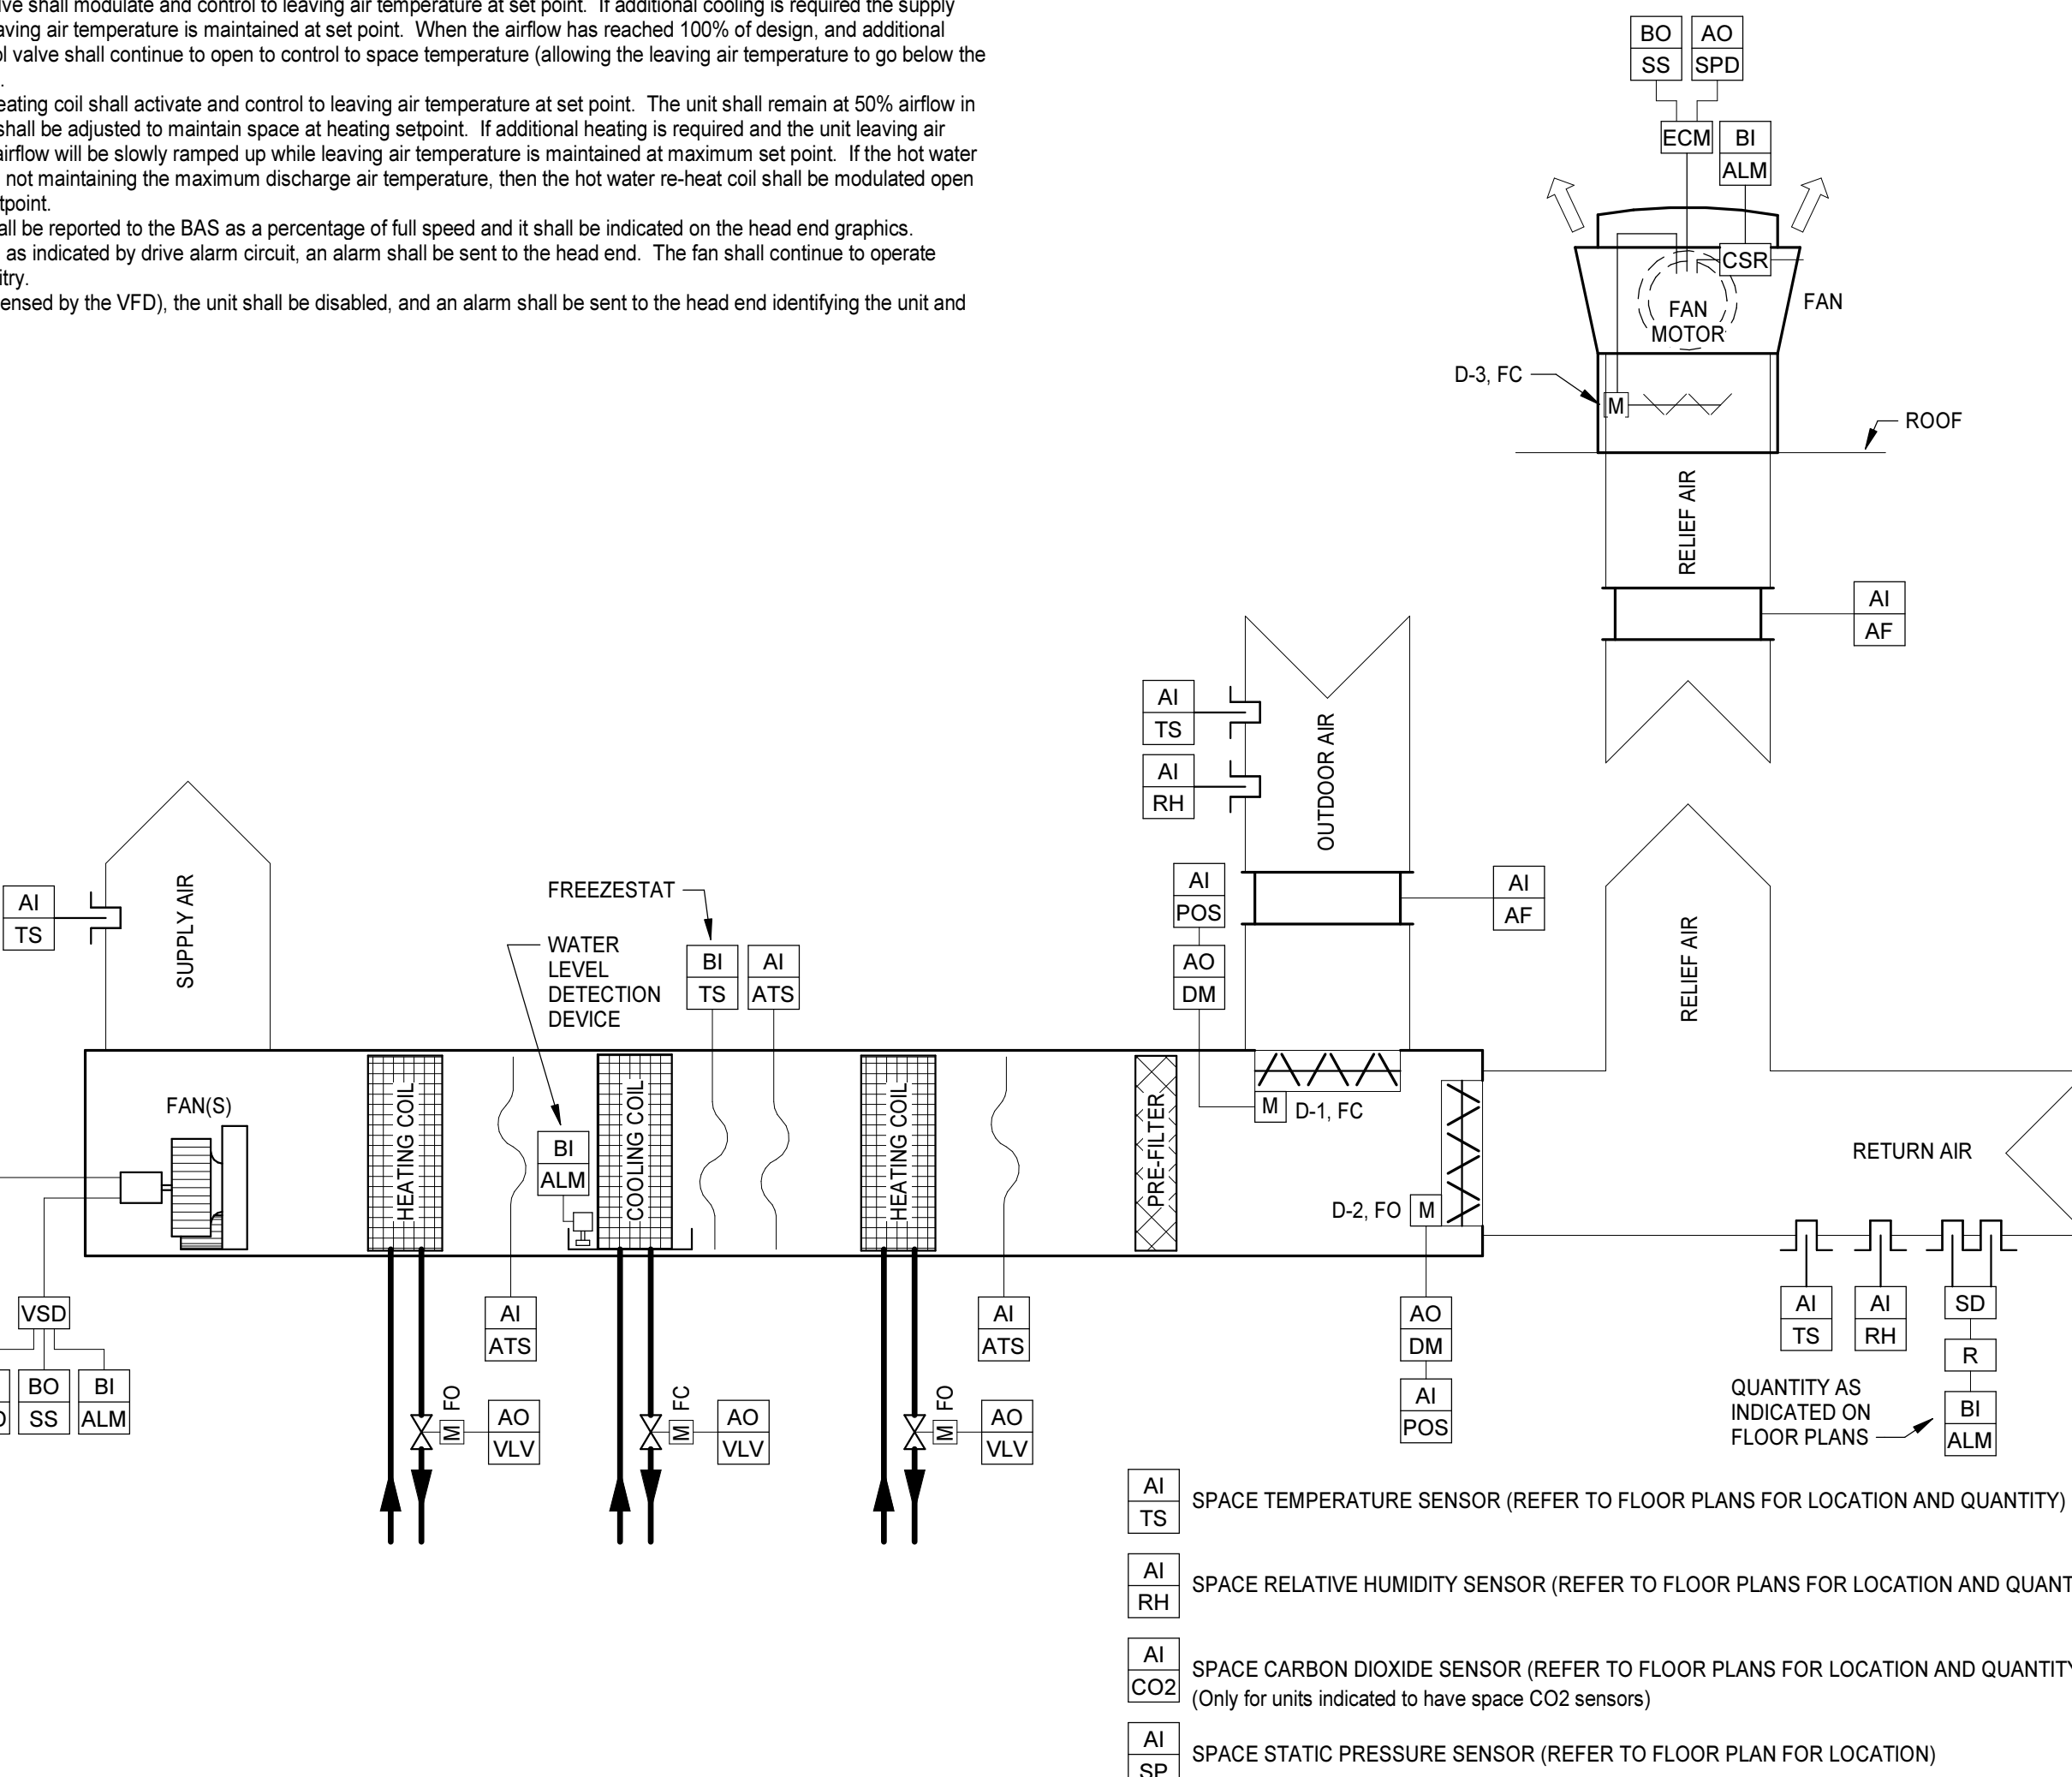 ve shall modulate and control to leaving air temperature at set point.  If additional cooling is required the supply
aving air temperature is maintained at set point.  When the airflow has reached 100% of design, and additional
ol valve shall continue to open to control to space temperature (allowing the leaving air temperature to go below the
.
eating coil shall activate and control to leaving air temperature at set point.  The unit shall remain at 50% airflow in
shall be adjusted to maintain space at heating setpoint.  If additional heating is required and the unit leaving air
airflow will be slowly ramped up while leaving air temperature is maintained at maximum set point.  If the hot water
not maintaining the maximum discharge air temperature, then the hot water re-heat coil shall be modulated open
tpoint.
all be reported to the BAS as a percentage of full speed and it shall be indicated on the head end graphics.
as indicated by drive alarm circuit, an alarm shall be sent to the head end.  The fan shall continue to operate
itry.
ensed by the VFD), the unit shall be disabled, and an alarm shall be sent to the head end identifying the unit and
BO
SS
AO
SPD
ECM
BI
ALM
CSR
FAN
MOTOR
FAN
D-3, FC
M
ROOF
RELIEF AIR
AI
AF
AI
TS
AI
RH
OUTDOOR AIR
AI
POS
AO
DM
AI
AF
RELIEF AIR
AI
TS
SUPPLY AIR
FREEZESTAT
WATER
LEVEL
DETECTION
DEVICE
BI
TS
AI
ATS
FAN(S)
HEATING COIL
BI
ALM
COOLING COIL
HEATING COIL
PRE-FILTER
M
D-1, FC
D-2, FO
M
RETURN AIR
VSD
BO
SS
BI
ALM
AI
ATS
M
FO
AO
VLV
M
FC
AO
VLV
AI
ATS
M
FO
AO
VLV
AO
DM
AI
POS
AI
TS
AI
RH
SD
R
BI
ALM
QUANTITY AS
INDICATED ON
FLOOR PLANS
AI
TS
SPACE TEMPERATURE SENSOR (REFER TO FLOOR PLANS FOR LOCATION AND QUANTITY)
AI
RH
SPACE RELATIVE HUMIDITY SENSOR (REFER TO FLOOR PLANS FOR LOCATION AND QUANT
AI
CO2
SPACE CARBON DIOXIDE SENSOR (REFER TO FLOOR PLANS FOR LOCATION AND QUANTITY
(Only for units indicated to have space CO2 sensors)
AI
SP
SPACE STATIC PRESSURE SENSOR (REFER TO FLOOR PLAN FOR LOCATION)